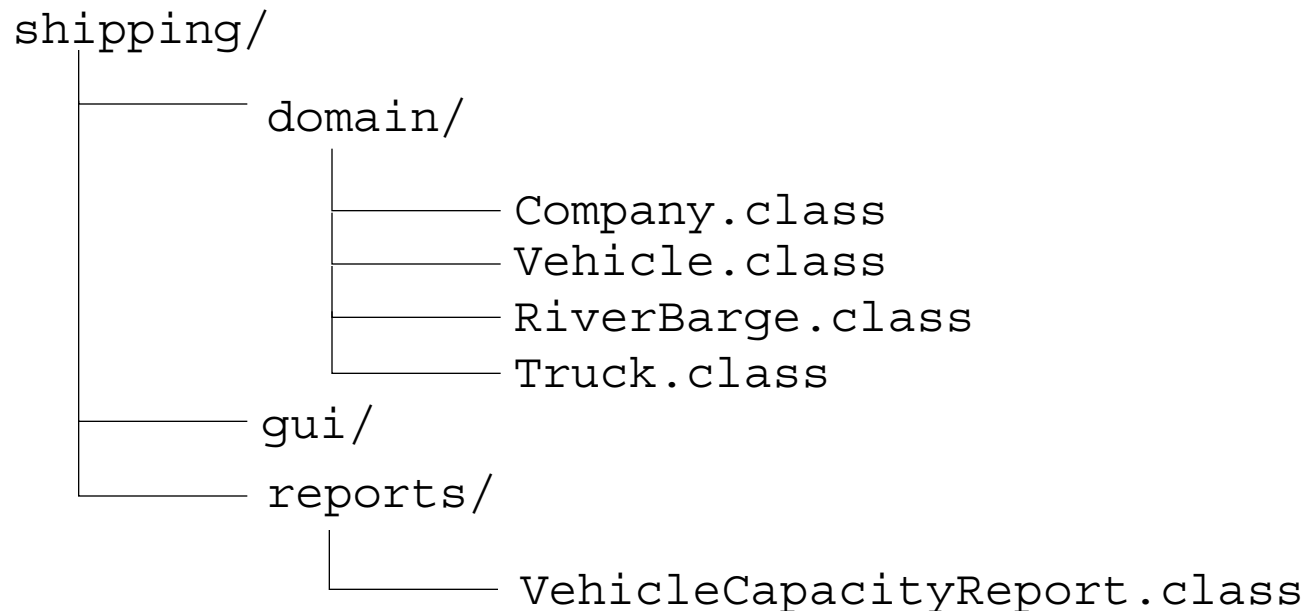 shipping/
domain/
Company.class
Vehicle.class
RiverBarge.class
Truck.class
gui/
reports/
VehicleCapacityReport.class